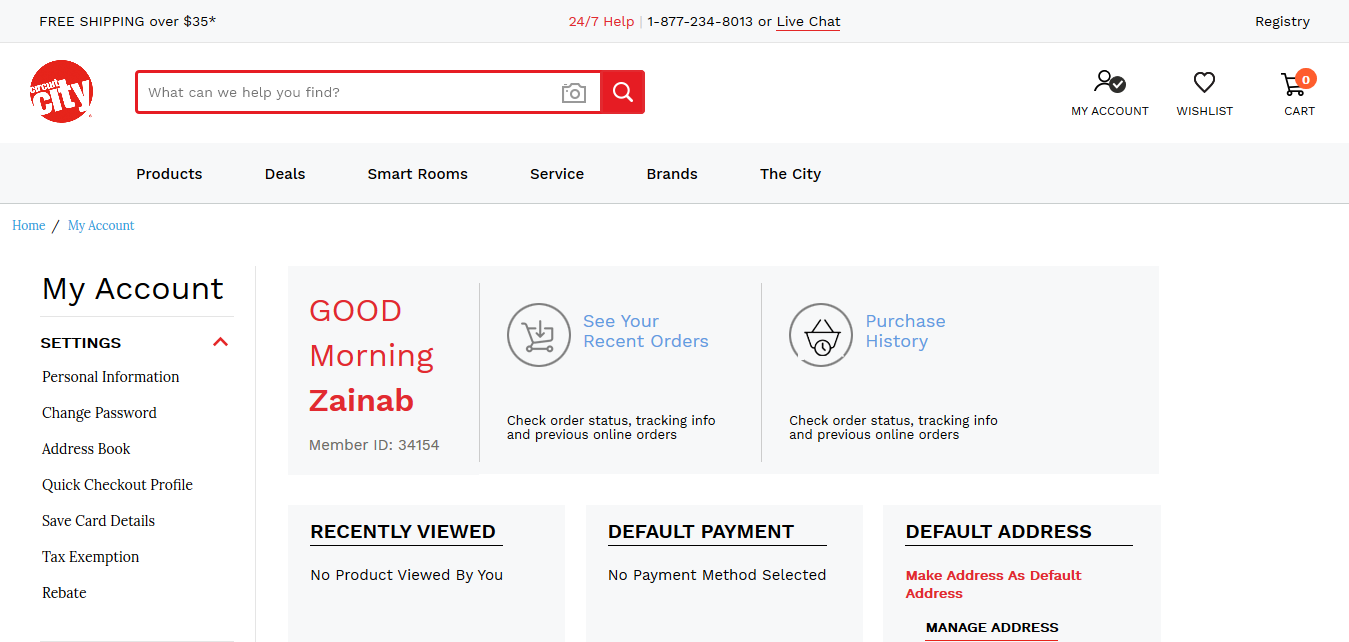 FREE SHIPPING over $35*
24/7 Help | 1-877-234-8013 or Live Chat
Registry
circuit
city
What can we help you find?
MY ACCOUNT
WISHLIST
0
CART
Products
Deals
Smart Rooms
Service
Brands
The City
Home / My Account
My Account
SETTINGS
Personal Information
Change Password
Address Book
Quick Checkout Profile
Save Card Details
Tax Exemption
Rebate
GOOD
Morning
Zainab
Member ID: 34154
See Your
Recent Orders
Check order status, tracking info
and previous online orders
Purchase
History
Check order status, tracking info
and previous online orders
RECENTLY VIEWED
No Product Viewed By You
DEFAULT PAYMENT
No Payment Method Selected
DEFAULT ADDRESS
Make Address As Default
Address
MANAGE ADDRESS